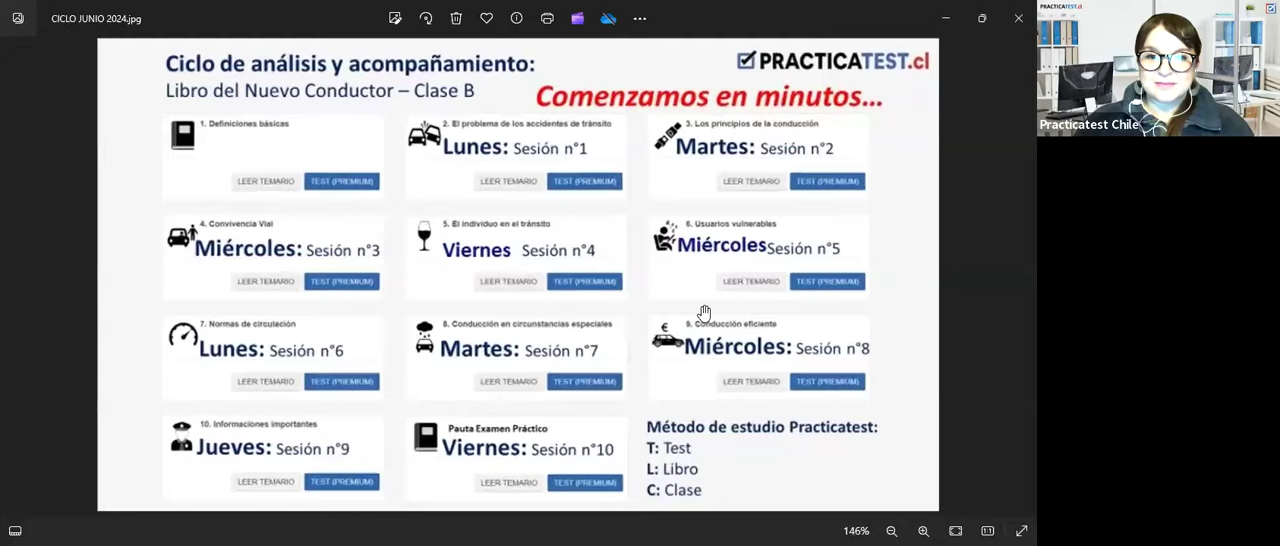 CICLO JUNIO 2024.jpg
PRACTICATEST.cl
Practicatest Chile
Ciclo de análisis y acompañamiento:
PRACTICATEST.cl
Libro del Nuevo Conductor – Clase B
Comenzamos en minutos...
1. Definiciones básicas
LEER TEMARIO TEST (PREMIUM)
2. El problema de los accidentes de tránsito
Lunes: Sesión n°1
LEER TEMARIO TEST (PREMIUM)
3. Los principios de la conducción
Martes: Sesión n°2
LEER TEMARIO TEST (PREMIUM)
4. Convivencia Vial
Miércoles: Sesión n°3
LEER TEMARIO TEST (PREMIUM)
5. El individuo en el tránsito
Viernes Sesión n°4
LEER TEMARIO TEST (PREMIUM)
6. Usuarios vulnerables
Miércoles Sesión n°5
LEER TEMARIO TEST (PREMIUM)
7. Normas de circulación
Lunes: Sesión n°6
LEER TEMARIO TEST (PREMIUM)
8. Conducción en circunstancias especiales
Martes: Sesión n°7
LEER TEMARIO TEST (PREMIUM)
9. Conducción eficiente
€
Miércoles: Sesión n°8
LEER TEMARIO TEST (PREMIUM)
10. Informaciones importantes
Jueves: Sesión n°9
LEER TEMARIO TEST (PREMIUM)
Pauta Examen Práctico
Viernes: Sesión n°10
LEER TEMARIO TEST (PREMIUM)
Método de estudio Practicatest:
T: Test
L: Libro
C: Clase
146%
1:1